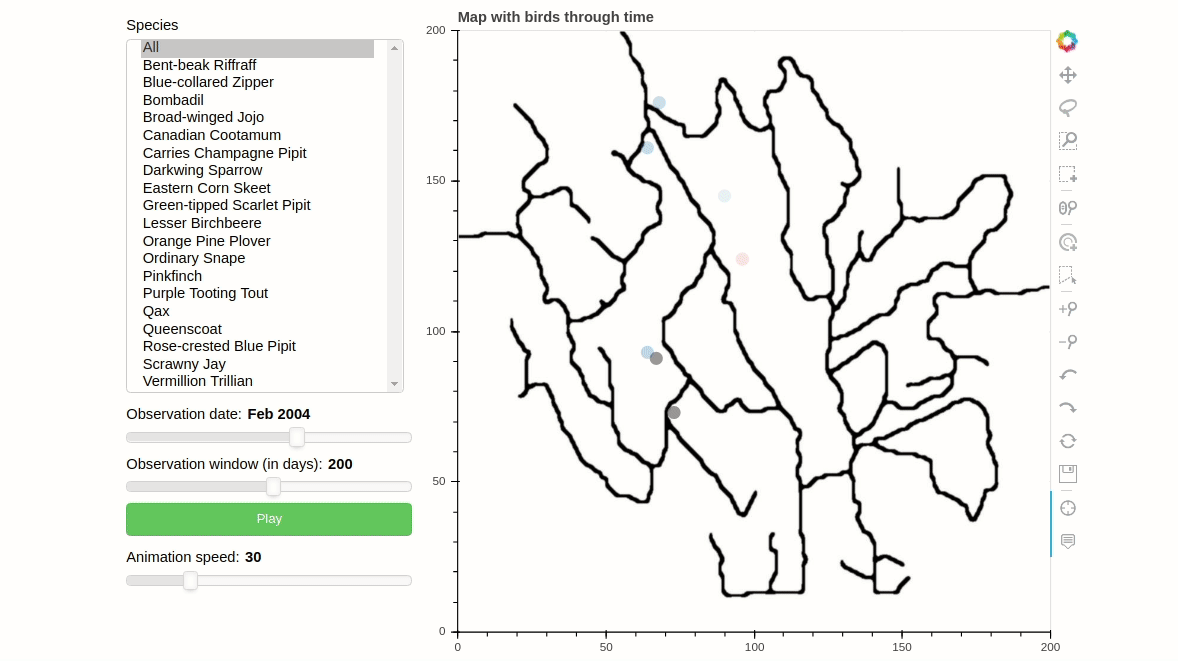 Species
All
Bent-beak Riffraff
Blue-collared Zipper
Bombadil
Broad-winged Jojo
Canadian Cootamum
Carries Champagne Pipit
Darkwing Sparrow
Eastern Corn Skeet
Green-tipped Scarlet Pipit
Lesser Birchbeere
Orange Pine Plover
Ordinary Snape
Pinkfinch
Purple Tooting Tout
Qax
Queenscoat
Rose-crested Blue Pipit
Scrawny Jay
Vermillion Trillian
Observation date: Feb 2004
Observation window (in days): 200
Play
Animation speed: 30
Map with birds through time
200
150
100
50
0
0 50 100 150 200